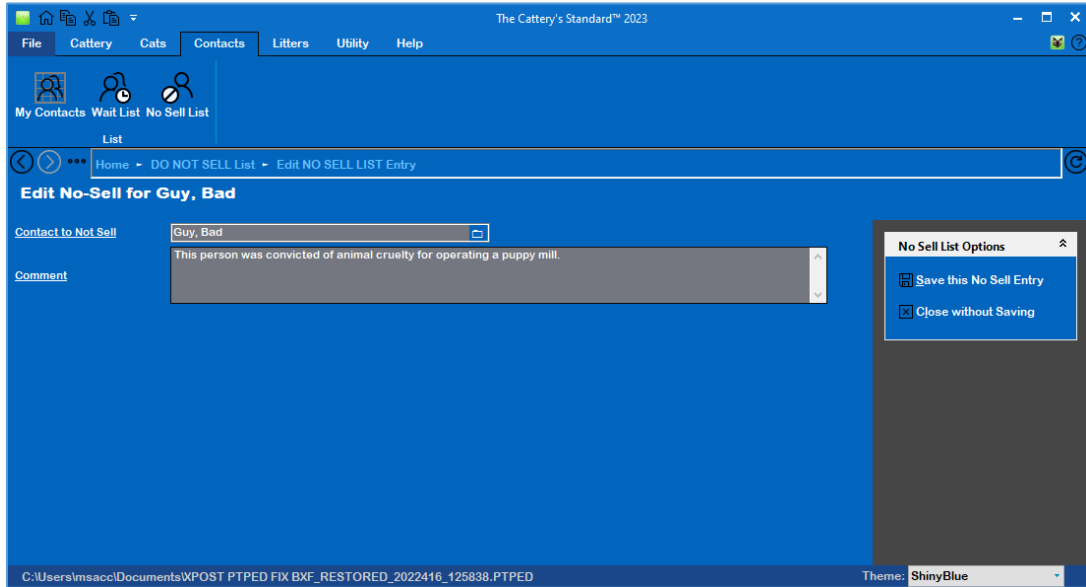 The Cattery's Standard™ 2023
File Cattery Cats Contacts Litters Utility Help
My Contacts Wait List No Sell List
List
Home DO NOT SELL List Edit NO SELL LIST Entry
Edit No-Sell for Guy, Bad
Contact to Not Sell Guy, Bad
This person was convicted of animal cruelty for operating a puppy mill.
Comment
No Sell List Options
Save this No Sell Entry
Close without Saving
C:\Users\msacc\Documents\XPOST PTPED FIX BXF_RESTORED_2022416_125838.PTPED Theme: ShinyBlue